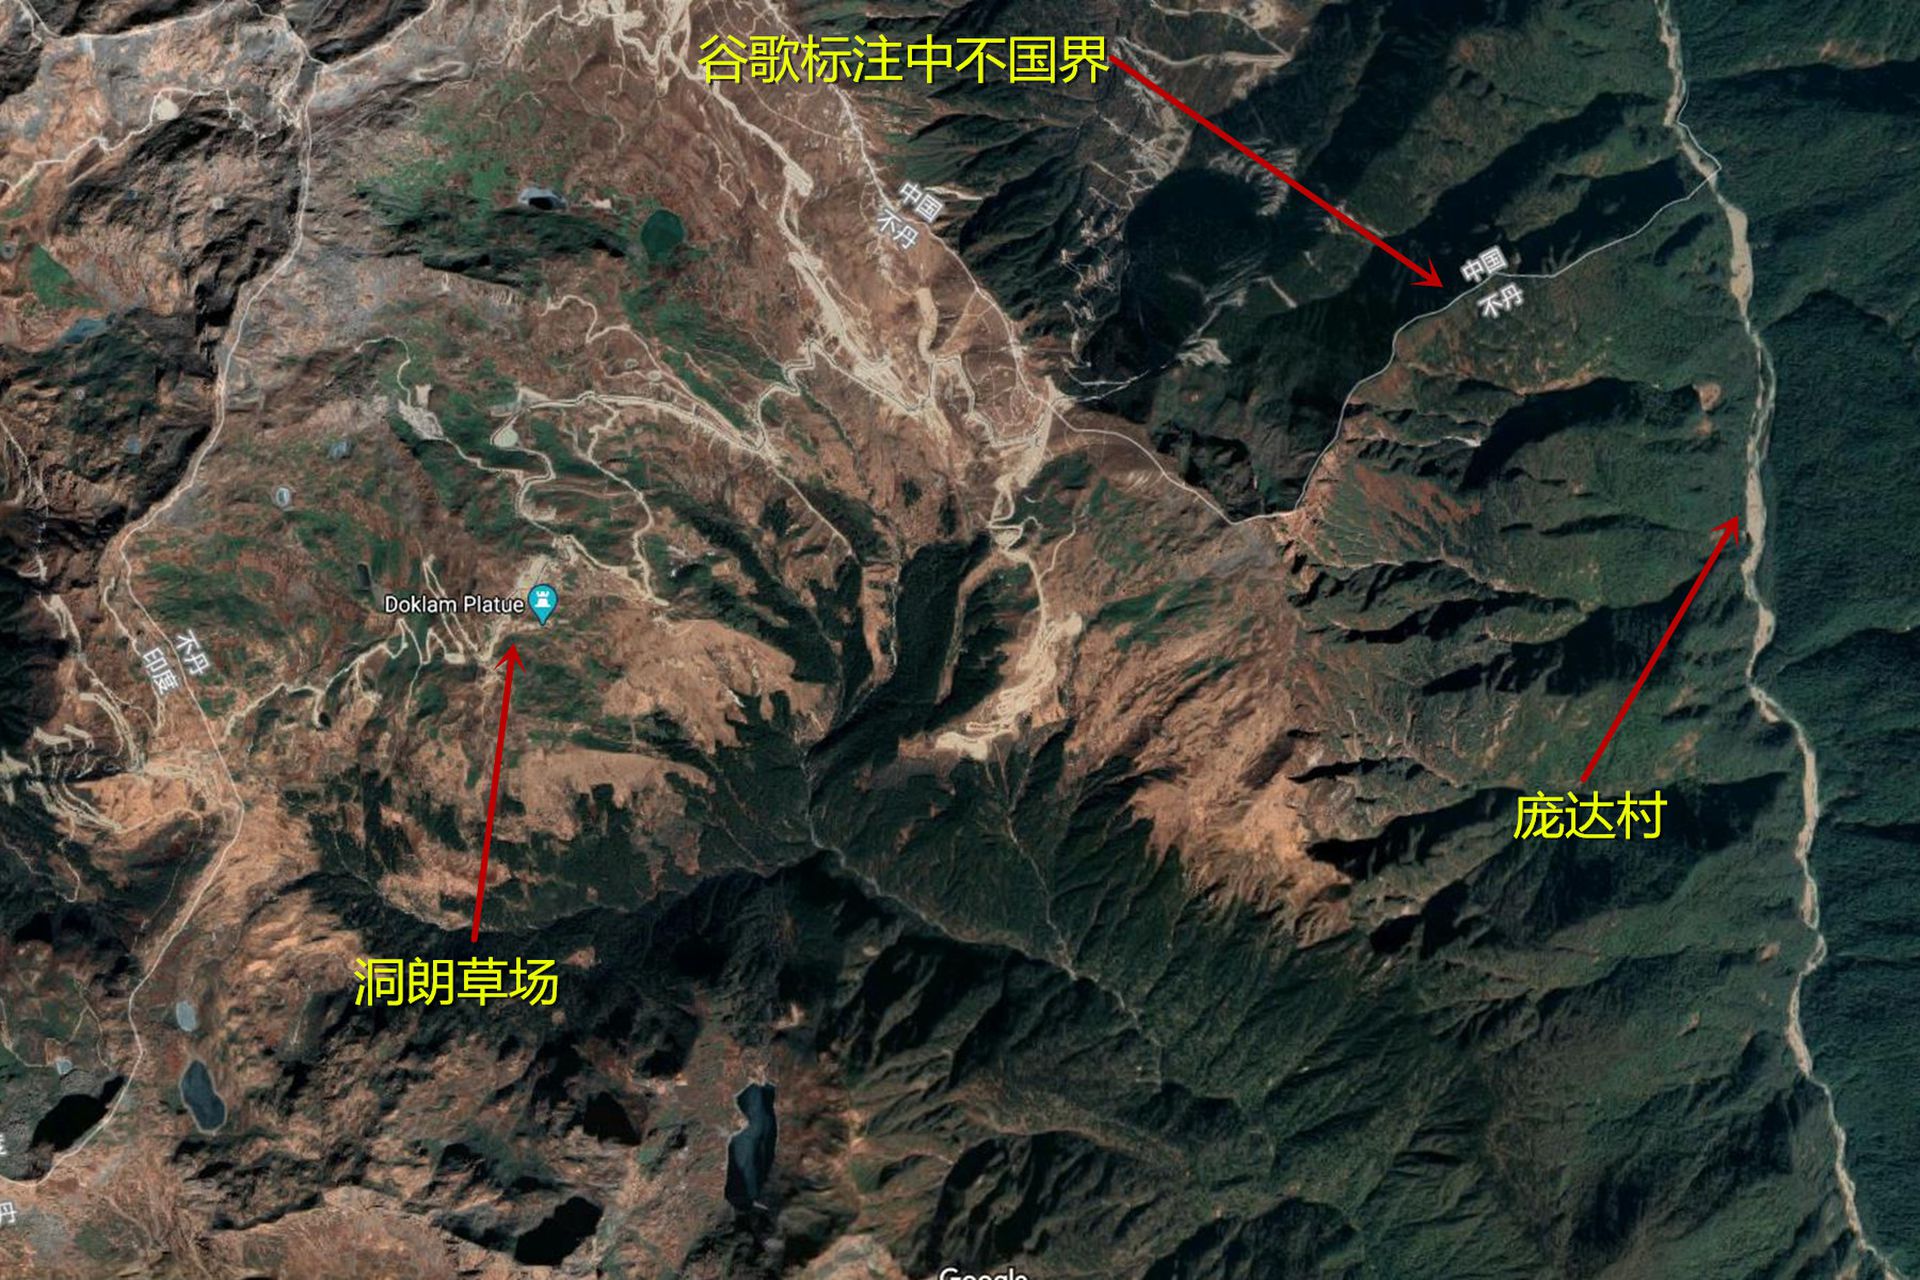 谷歌标注中不国界
中国
不丹
中国
不丹
Doklam Platue
不丹
印度
庞达村
洞朗草场
丹
Google